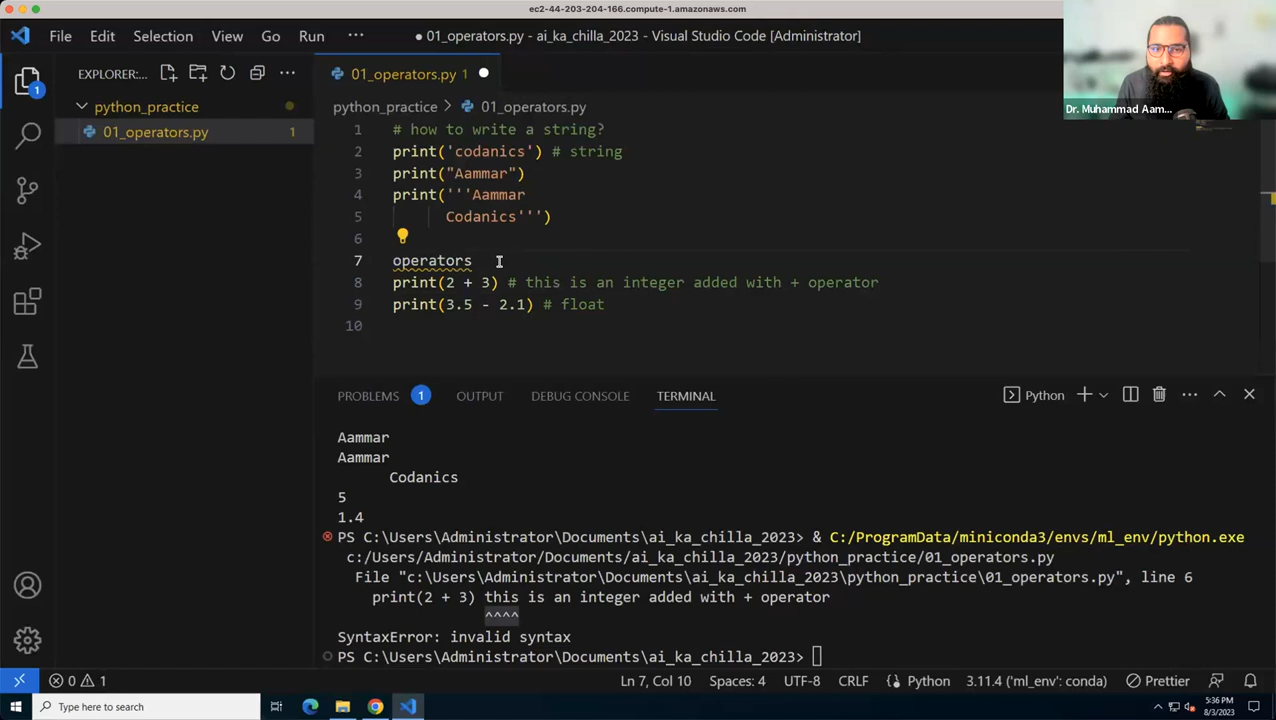 ec2-44-203-204-166.compute-1.amazonaws.com
File Edit Selection View Go Run ··· ● 01_operators.py - ai_ka_chilla_2023 - Visual Studio Code [Administrator]
Dr. Muhammad Aam...
EXPLORER:... ···
01_operators.py 1
1
python_practice
python_practice > 01_operators.py
01_operators.py 1
1 # how to write a string?
2 print('codanics') # string
3 print("Aammar")
4 print('''Aammar
5 Codanics''')
6
7 operators
8 print(2 + 3) # this is an integer added with + operator
9 print(3.5 - 2.1) # float
10
PROBLEMS 1 OUTPUT DEBUG CONSOLE TERMINAL Python ···
Aammar
Aammar
Codanics
5
1.4
PS C:\Users\Administrator\Documents\ai_ka_chilla_2023> & C:/ProgramData/miniconda3/envs/ml_env/python.exe
c:/Users/Administrator/Documents/ai_ka_chilla_2023/python_practice/01_operators.py
File "c:\Users\Administrator\Documents\ai_ka_chilla_2023\python_practice\01_operators.py", line 6
print(2 + 3) this is an integer added with + operator
^^^^
SyntaxError: invalid syntax
PS C:\Users\Administrator\Documents\ai_ka_chilla_2023>
0 1 Ln 7, Col 10 Spaces: 4 UTF-8 CRLF Python 3.11.4 ('ml_env': conda) Prettier
Type here to search
5:36 PM
8/3/2023